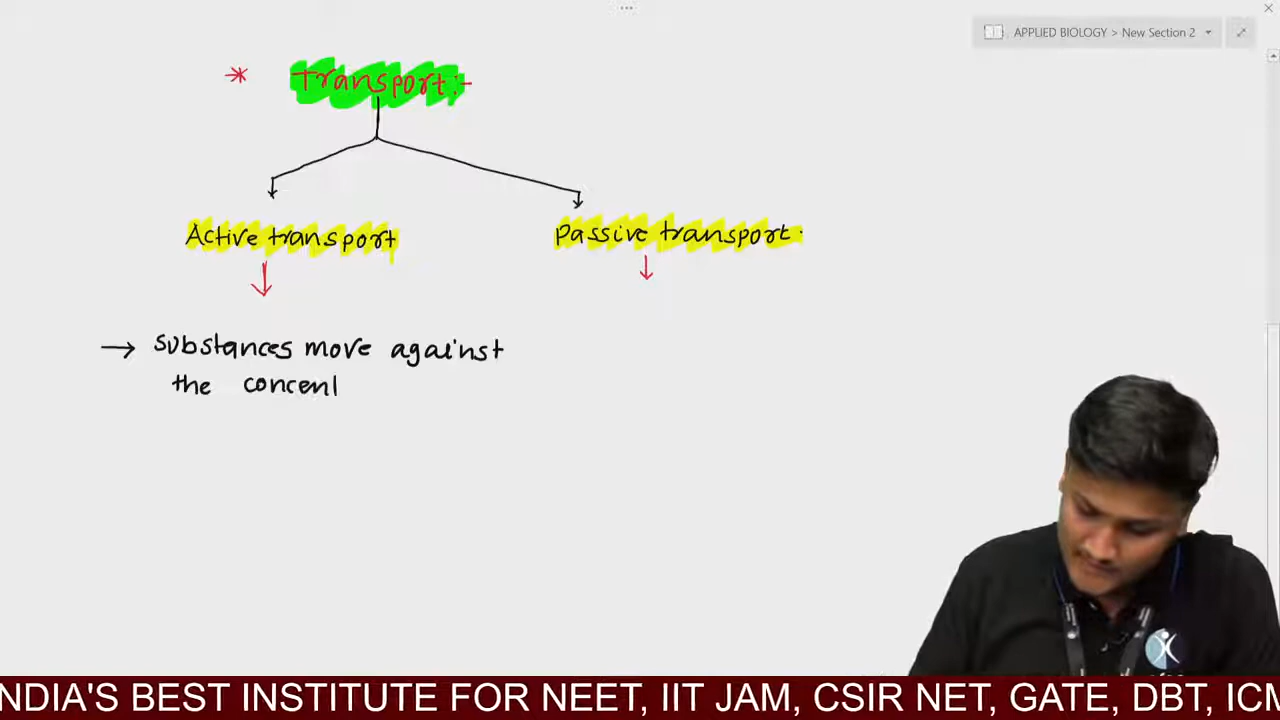 APPLIED BIOLOGY > New Section 2
* Transport:-
Active transport
Passive transport.
→ substances move against
the concen
NDIA'S BEST INSTITUTE FOR NEET, IIT JAM, CSIR NET, GATE, DBT, ICM